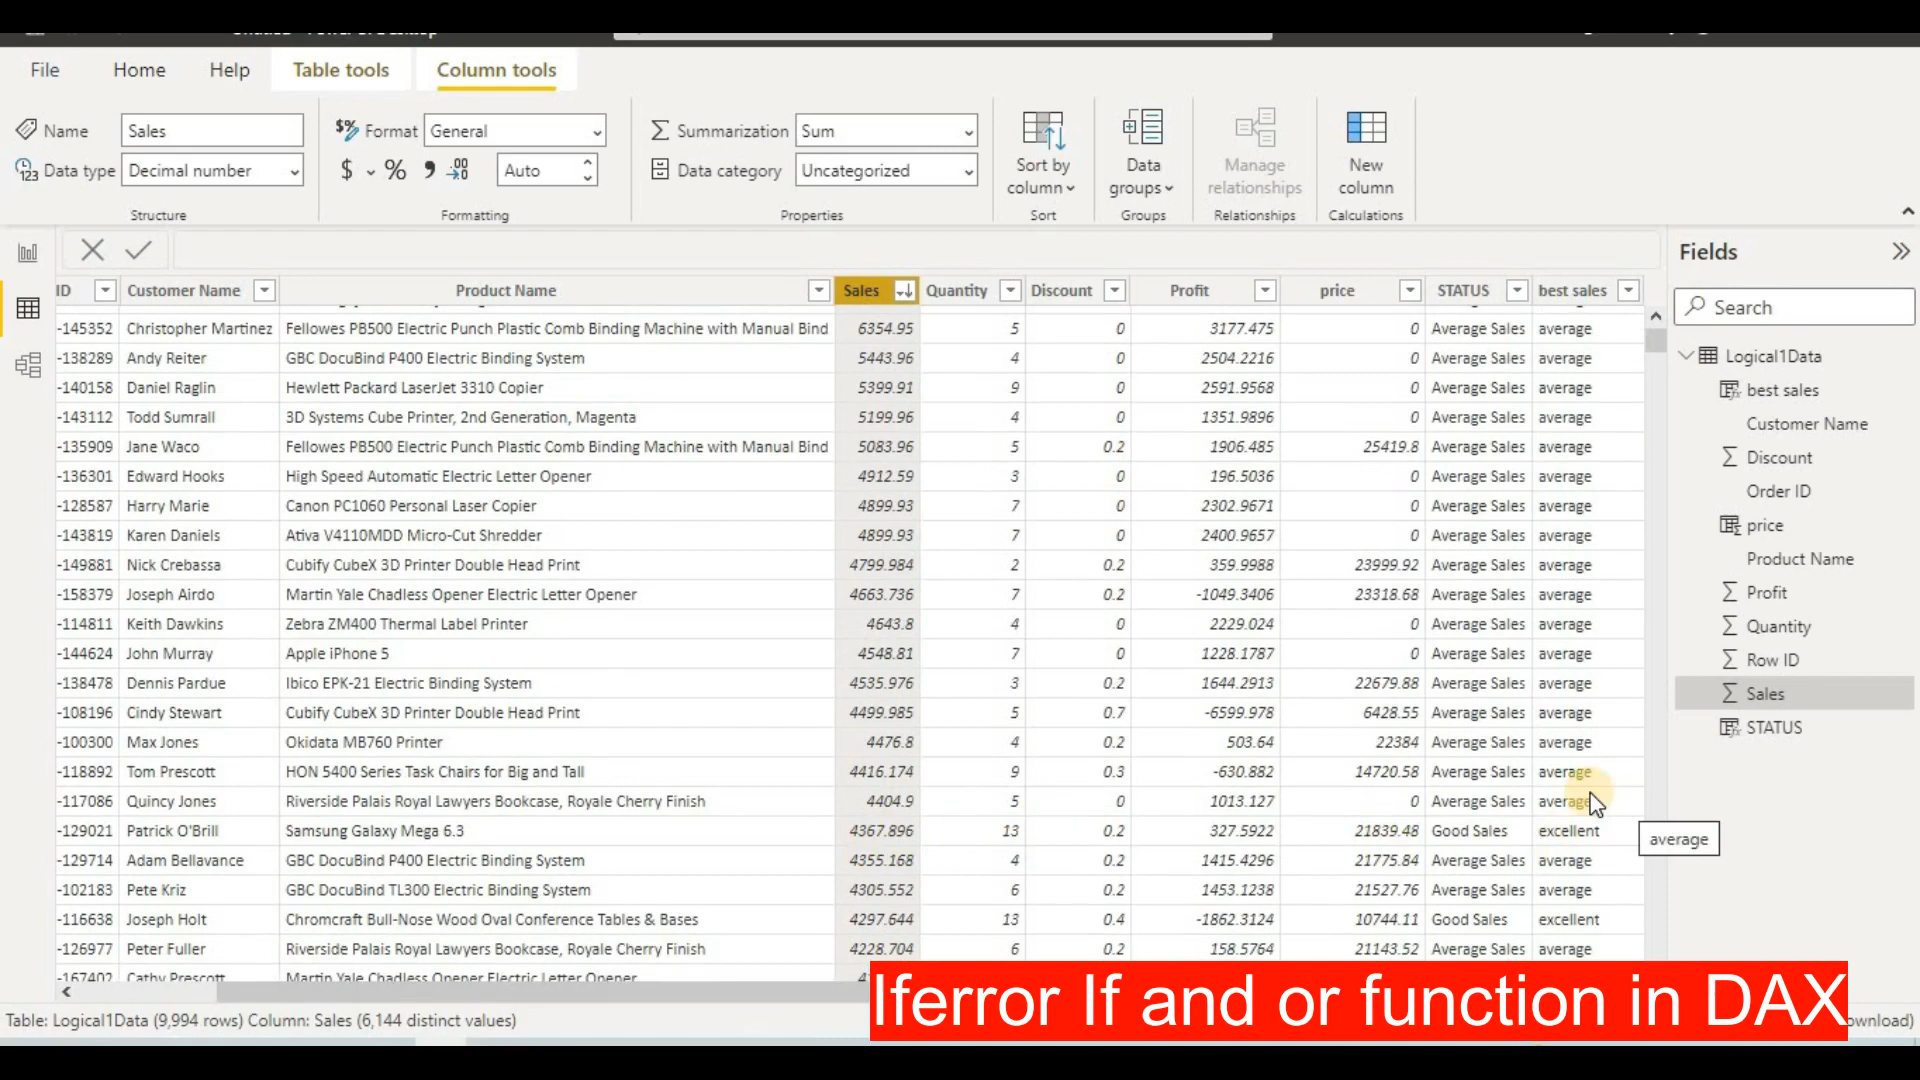 File Home Help Table tools Column tools
Name Sales Format General Summarization Sum Sort by column Data groups Manage relationships New column
Data type Decimal number $ % 9 .00 Auto Data category Uncategorized
Structure Formatting Properties Sort Groups Relationships Calculations
ID Customer Name Product Name Sales Quantity Discount Profit price STATUS best sales
-145352 Christopher Martinez Fellowes PB500 Electric Punch Plastic Comb Binding Machine with Manual Bind 6354.95 5 0 3177.475 0 Average Sales average
-138289 Andy Reiter GBC DocuBind P400 Electric Binding System 5443.96 4 0 2504.2216 0 Average Sales average
-140158 Daniel Raglin Hewlett Packard LaserJet 3310 Copier 5399.91 9 0 2591.9568 0 Average Sales average
-143112 Todd Sumrall 3D Systems Cube Printer, 2nd Generation, Magenta 5199.96 4 0 1351.9896 0 Average Sales average
-135909 Jane Waco Fellowes PB500 Electric Punch Plastic Comb Binding Machine with Manual Bind 5083.96 5 0.2 1906.485 25419.8 Average Sales average
-136301 Edward Hooks High Speed Automatic Electric Letter Opener 4912.59 3 0 196.5036 0 Average Sales average
-128587 Harry Marie Canon PC1060 Personal Laser Copier 4899.93 7 0 2302.9671 0 Average Sales average
-143819 Karen Daniels Ativa V4110MDD Micro-Cut Shredder 4899.93 7 0 2400.9657 0 Average Sales average
-149881 Nick Crebassa Cubify CubeX 3D Printer Double Head Print 4799.984 2 0.2 359.9988 23999.92 Average Sales average
-158379 Joseph Airdo Martin Yale Chadless Opener Electric Letter Opener 4663.736 7 0.2 -1049.3406 23318.68 Average Sales average
-114811 Keith Dawkins Zebra ZM400 Thermal Label Printer 4643.8 4 0 2229.024 0 Average Sales average
-144624 John Murray Apple iPhone 5 4548.81 7 0 1228.1787 0 Average Sales average
-138478 Dennis Pardue Ibico EPK-21 Electric Binding System 4535.976 3 0.2 1644.2913 22679.88 Average Sales average
-108196 Cindy Stewart Cubify CubeX 3D Printer Double Head Print 4499.985 5 0.7 -6599.978 6428.55 Average Sales average
-100300 Max Jones Okidata MB760 Printer 4476.8 4 0.2 503.64 22384 Average Sales average
-118892 Tom Prescott HON 5400 Series Task Chairs for Big and Tall 4416.174 9 0.3 -630.882 14720.58 Average Sales average
-117086 Quincy Jones Riverside Palais Royal Lawyers Bookcase, Royale Cherry Finish 4404.9 5 0 1013.127 0 Average Sales average
-129021 Patrick O'Brill Samsung Galaxy Mega 6.3 4367.896 13 0.2 327.5922 21839.48 Good Sales excellent
-129714 Adam Bellavance GBC DocuBind P400 Electric Binding System 4355.168 4 0.2 1415.4296 21775.84 Average Sales average
-102183 Pete Kriz GBC DocuBind TL300 Electric Binding System 4305.552 6 0.2 1453.1238 21527.76 Average Sales average
-116638 Joseph Holt Chromcraft Bull-Nose Wood Oval Conference Tables & Bases 4297.644 13 0.4 -1862.3124 10744.11 Good Sales excellent
-126977 Peter Fuller Riverside Palais Royal Lawyers Bookcase, Royale Cherry Finish 4228.704 6 0.2 158.5764 21143.52 Average Sales average
-167402 Cathy Prescott Martin Yale Chadless Opener Electric Letter Opener
average
Fields
Search
Logical1Data
best sales
Customer Name
Discount
Order ID
price
Product Name
Profit
Quantity
Row ID
Sales
STATUS
Iferror If and or function in DAX
Table: Logical1Data (9,994 rows) Column: Sales (6,144 distinct values)